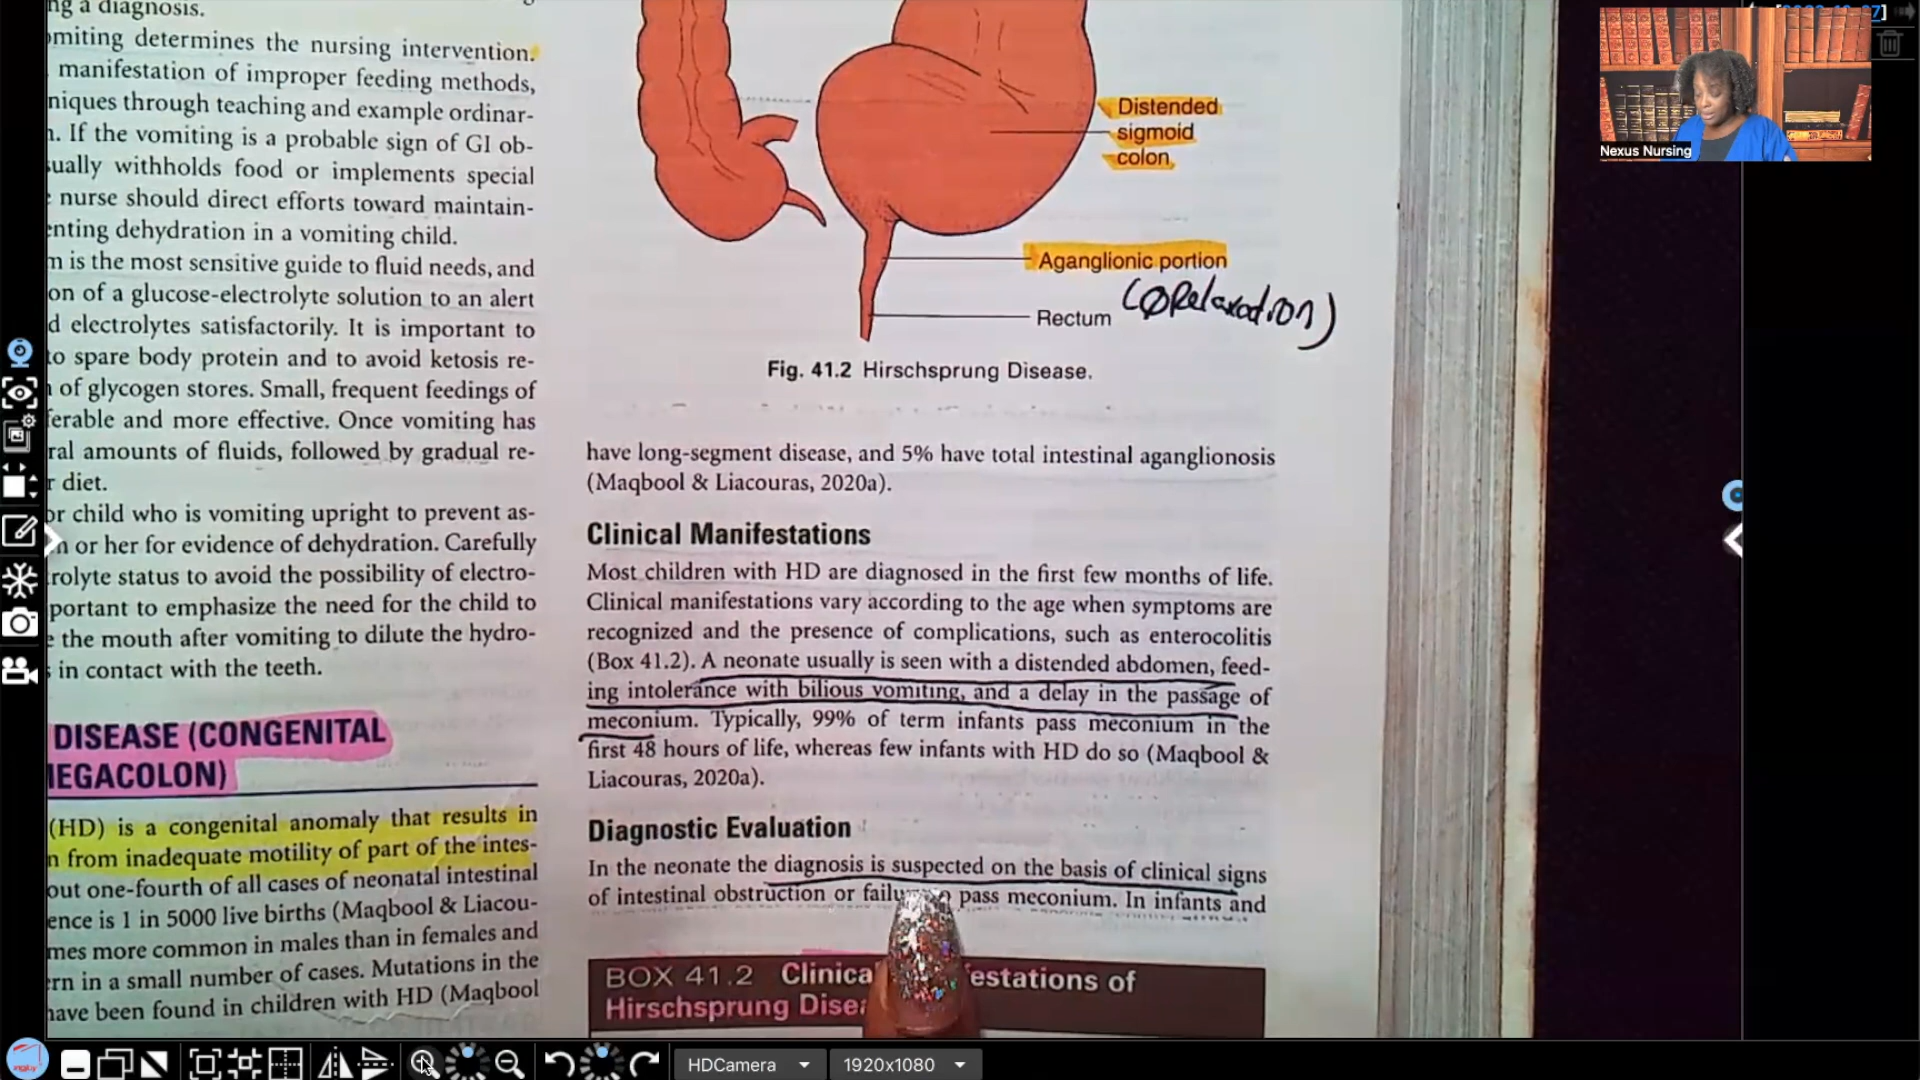 ng a diagnosis.
omiting determines the nursing intervention.
manifestation of improper feeding methods,
niques through teaching and example ordinar-
. If the vomiting is a probable sign of GI ob-
sually withholds food or implements special
nurse should direct efforts toward maintain-
enting dehydration in a vomiting child.
m is the most sensitive guide to fluid needs, and
on of a glucose-electrolyte solution to an alert
d electrolytes satisfactorily. It is important to
to spare body protein and to avoid ketosis re-
of glycogen stores. Small, frequent feedings of
ferable and more effective. Once vomiting has
ral amounts of fluids, followed by gradual re-
r diet.
or child who is vomiting upright to prevent as-
n or her for evidence of dehydration. Carefully
rolyte status to avoid the possibility of electro-
portant to emphasize the need for the child to
e the mouth after vomiting to dilute the hydro-
s in contact with the teeth.
DISEASE (CONGENITAL
MEGACOLON)
(HD) is a congenital anomaly that results in
n from inadequate motility of part of the intes-
out one-fourth of all cases of neonatal intestinal
ence is 1 in 5000 live births (Maqbool & Liacou-
mes more common in males than in females and
ern in a small number of cases. Mutations in the
have been found in children with HD (Maqbool
Distended
sigmoid
colon
Aganglionic portion
(∅Relaxation)
Rectum
Fig. 41.2 Hirschsprung Disease.
have long-segment disease, and 5% have total intestinal aganglionosis
(Maqbool & Liacouras, 2020a).
Clinical Manifestations
Most children with HD are diagnosed in the first few months of life.
Clinical manifestations vary according to the age when symptoms are
recognized and the presence of complications, such as enterocolitis
(Box 41.2). A neonate usually is seen with a distended abdomen, feed-
ing intolerance with bilious vomiting, and a delay in the passage of
meconium. Typically, 99% of term infants pass meconium in the
first 48 hours of life, whereas few infants with HD do so (Maqbool &
Liacouras, 2020a).
Diagnostic Evaluation
In the neonate the diagnosis is suspected on the basis of clinical signs
of intestinal obstruction or failu pass meconium. In infants and
BOX 41.2 Clinica estations of
Hirschsprung Disea
Nexus Nursing
HDCamera
1920x1080